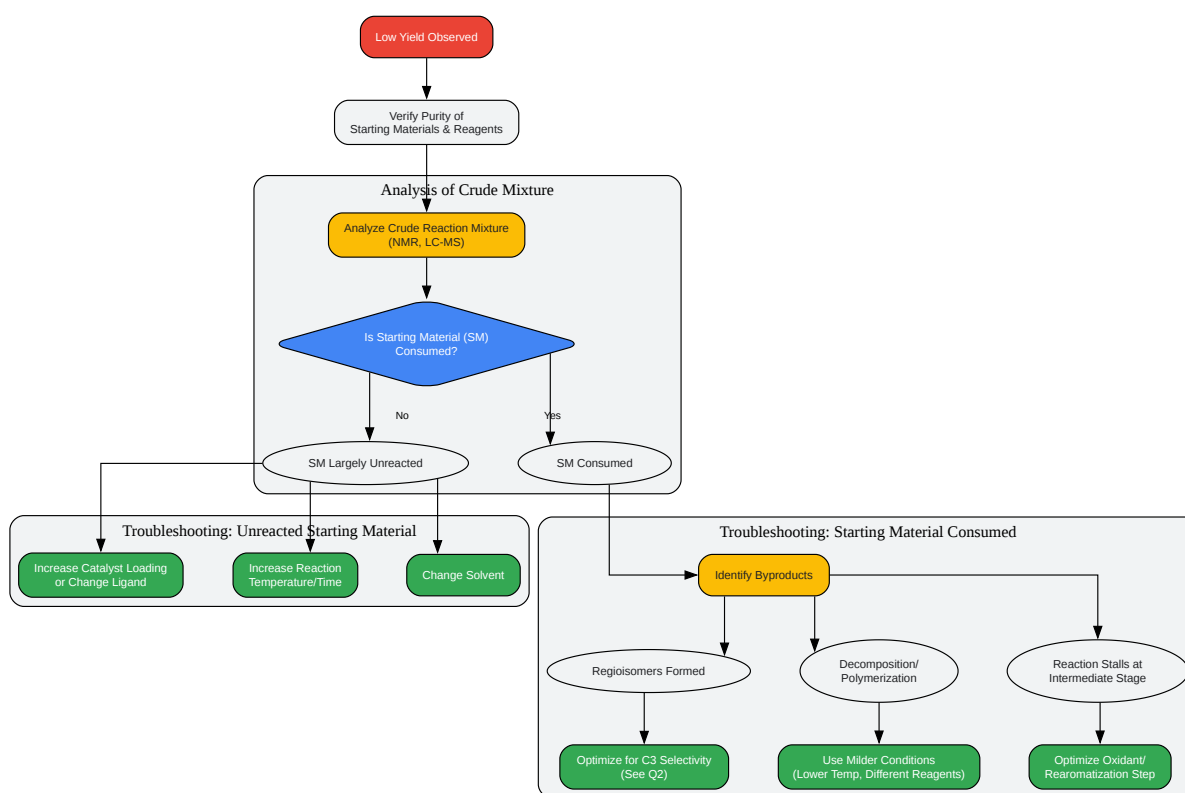 Low Yield Observed
Verify Purity of
Starting Materials & Reagents
Analysis of Crude Mixture
Analyze Crude Reaction Mixture
(NMR, LC-MS)
Is Starting Material (SM)
Consumed?
No
Yes
SM Largely Unreacted
SM Consumed
Troubleshooting: Unreacted Starting Material
Increase Catalyst Loading
or Change Ligand
Increase Reaction
Temperature/Time
Change Solvent
Troubleshooting: Starting Material Consumed
Identify Byproducts
Regioisomers Formed
Decomposition/
Polymerization
Reaction Stalls at
Intermediate Stage
Optimize for C3 Selectivity
(See Q2)
Use Milder Conditions
(Lower Temp, Different Reagents)
Optimize Oxidant/
Rearomatization Step